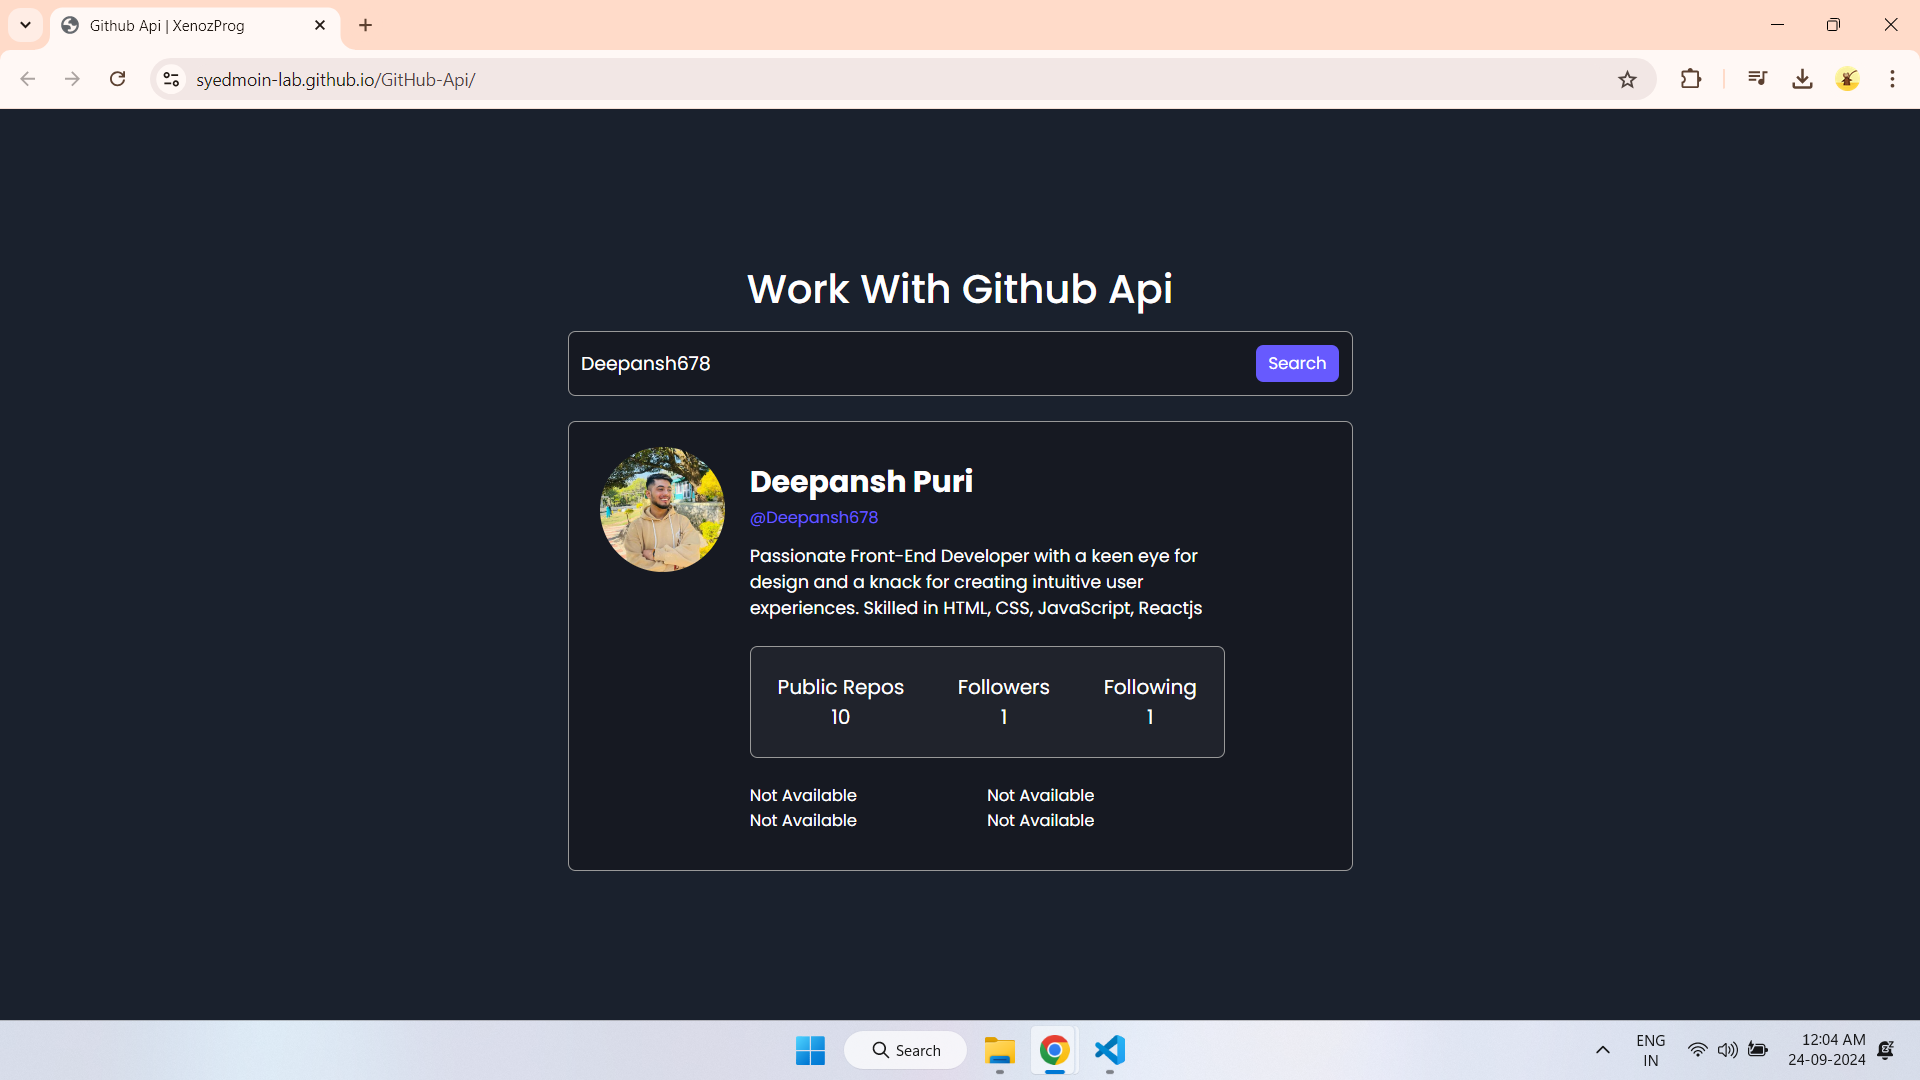 Github Api | XenozProg
syedmoin-lab.github.io/GitHub-Api/
Work With Github Api
Deepansh678
Search
Deepansh Puri
@Deepansh678
Passionate Front-End Developer with a keen eye for
design and a knack for creating intuitive user
experiences. Skilled in HTML, CSS, JavaScript, Reactjs
Public Repos Followers Following
10 1 1
Not Available Not Available
Not Available Not Available
Search
ENG
IN
12:04 AM
24-09-2024